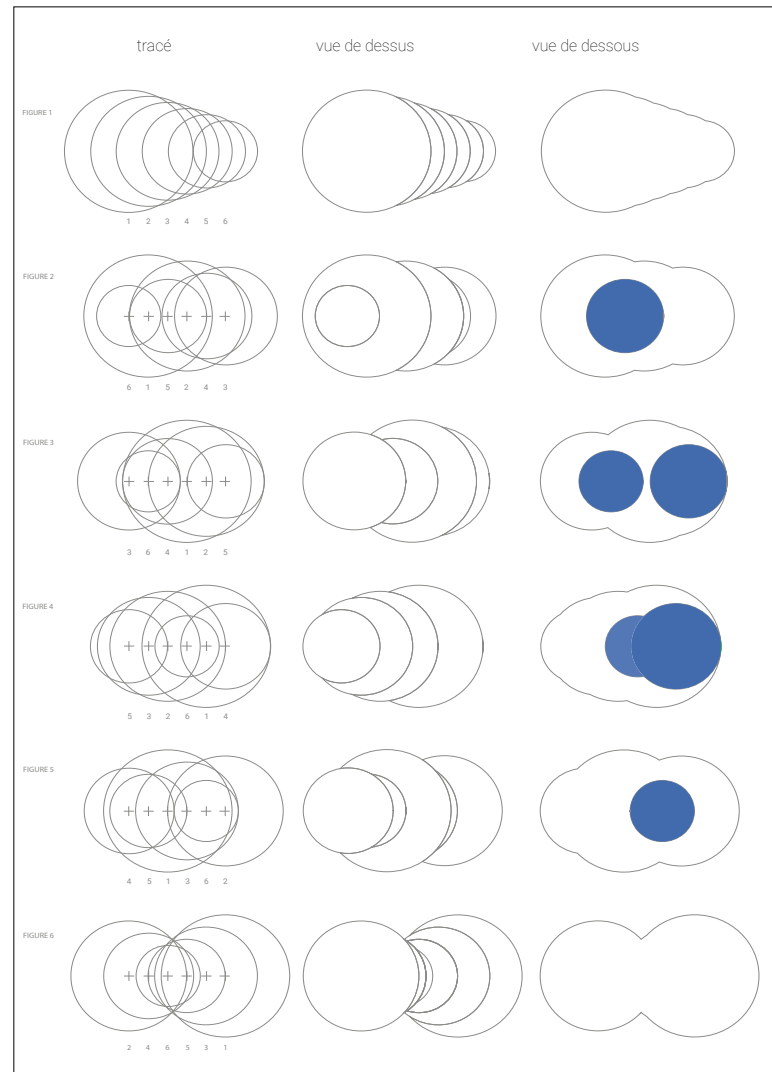 tracé vue de dessus vue de dessous
FIGURE 1
1 2 3 4 5 6
FIGURE 2
6 1 5 2 4 3
FIGURE 3
3 6 4 1 2 5
FIGURE 4
5 3 2 6 1 4
FIGURE 5
4 5 1 3 6 2
FIGURE 6
2 4 6 5 3 1